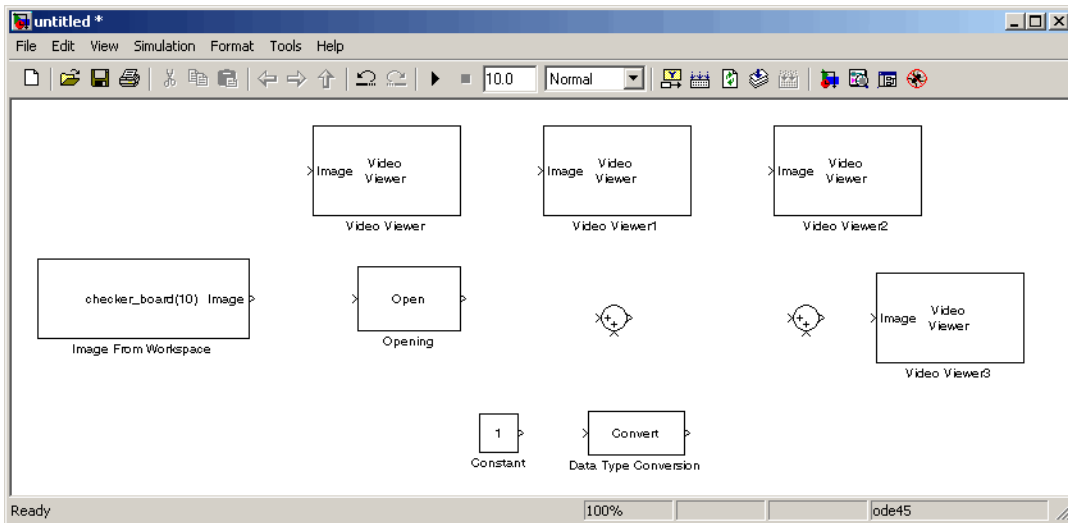 untitled *
File Edit View Simulation Format Tools Help
10.0 Normal
Image Video Viewer
Video Viewer
Image Video Viewer
Video Viewer1
Image Video Viewer
Video Viewer2
checker_board(10) Image
Image From Workspace
Open
Opening
+ +
+ +
Image Video Viewer
Video Viewer3
1
Constant
Convert
Data Type Conversion
Ready 100% ode45